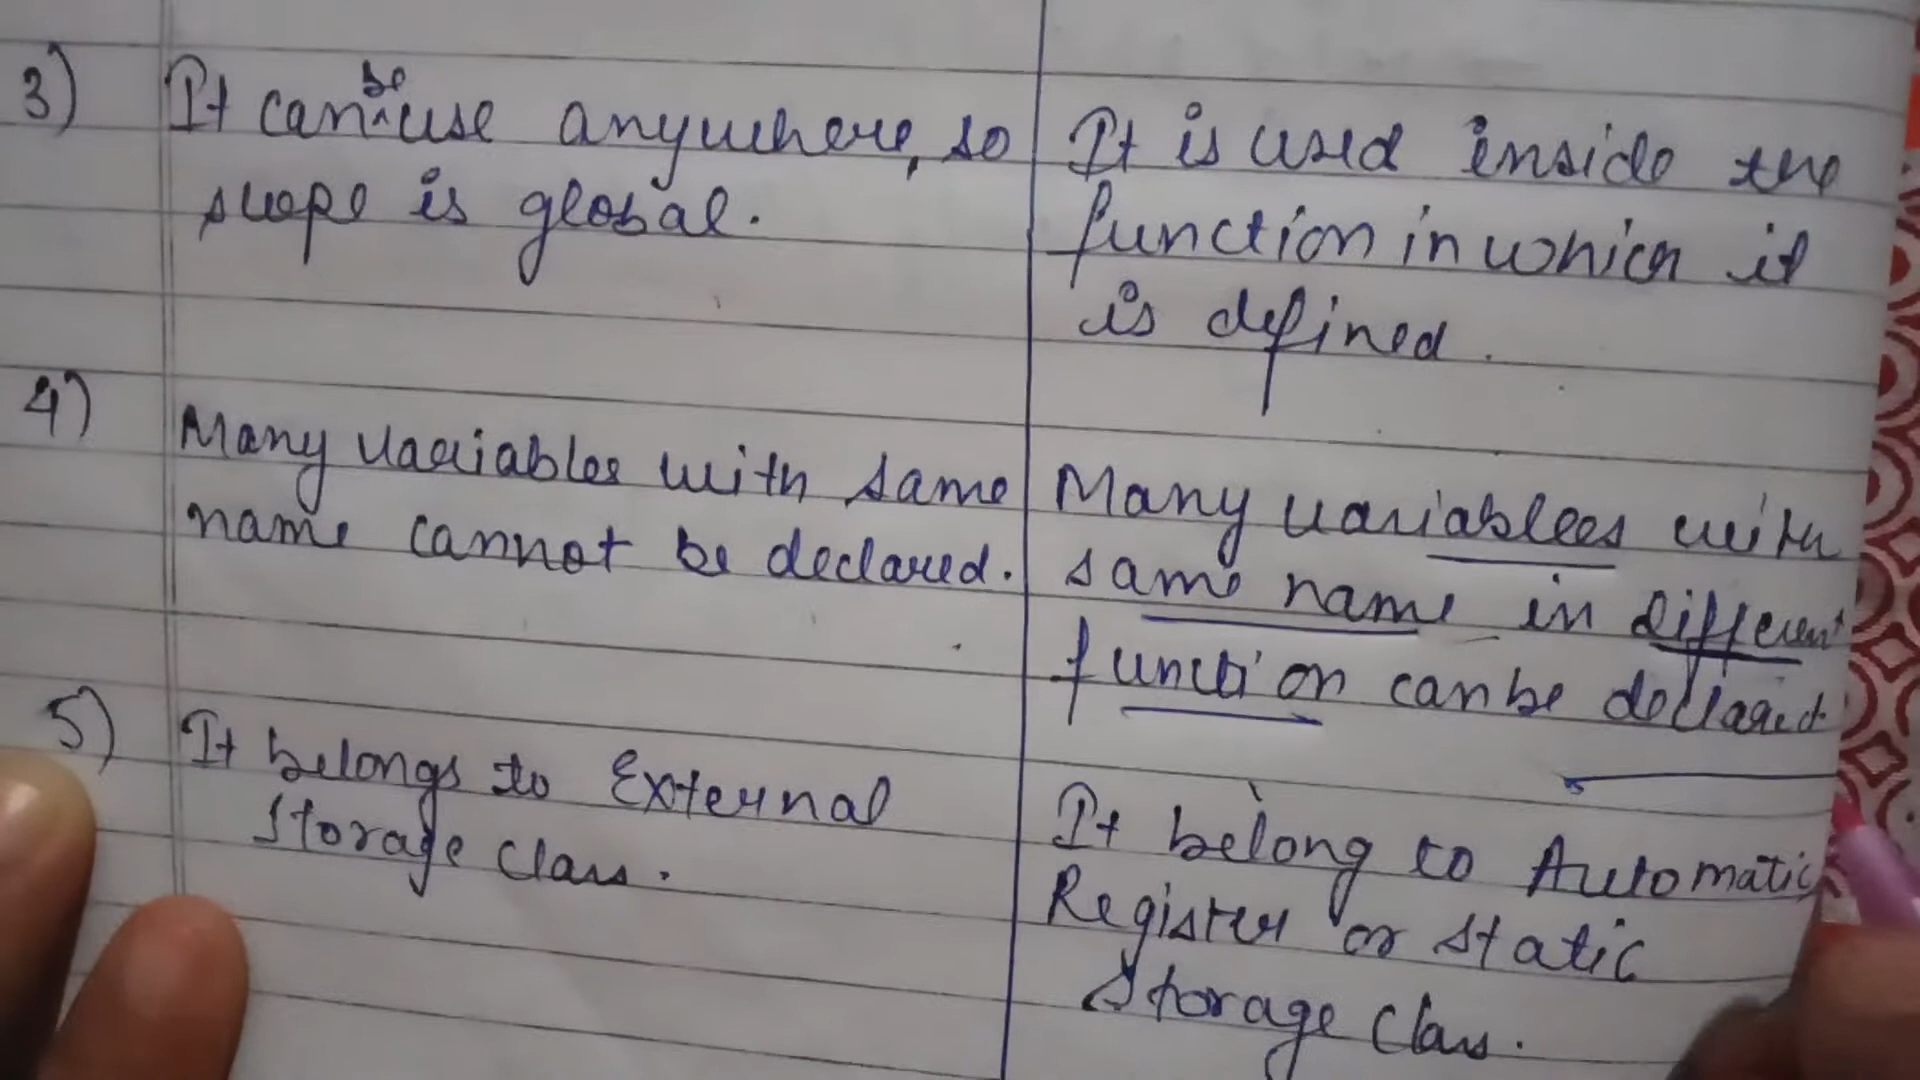 3) It can be use anywhere, so
scope is global.
It is used inside the
function in which it
is defined.
4) Many variables with same
name cannot be declared.
Many variablees with
same name in different
function can be declared
5) It belongs to External
Storage Class.
It belong to Automatic
Register or static
Storage Class.